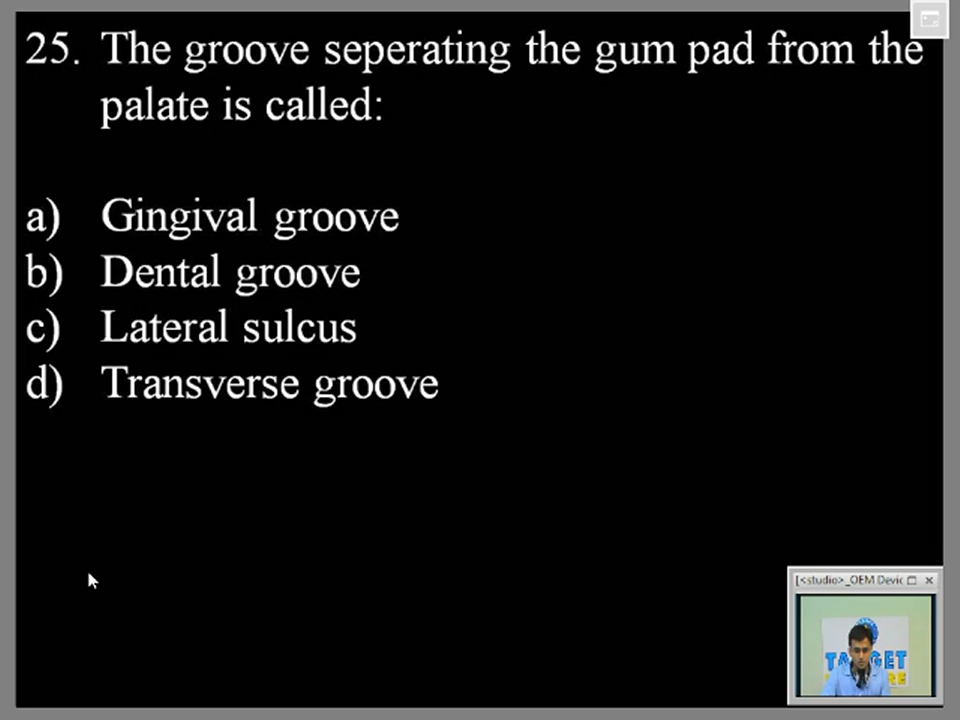 25. The groove seperating the gum pad from the
palate is called:
a) Gingival groove
b) Dental groove
c) Lateral sulcus
d) Transverse groove
[<studio>_OEM Devic